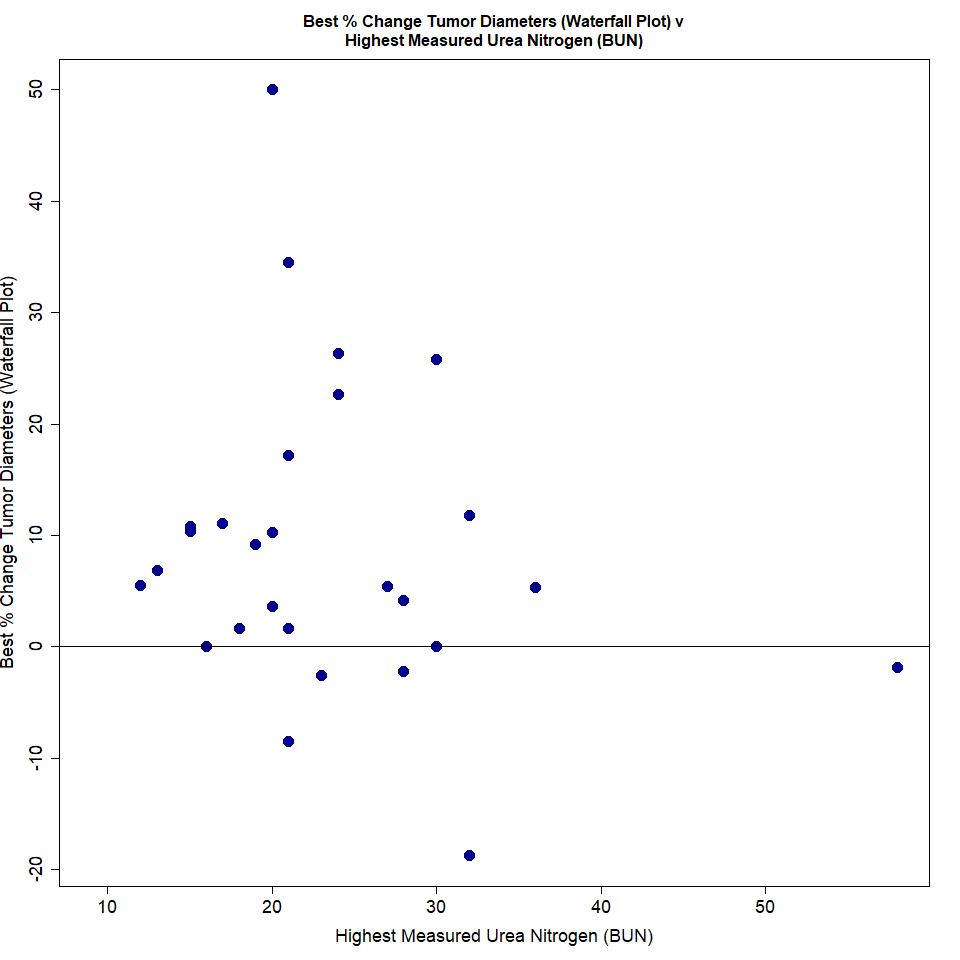 Best % Change Tumor Diameters (Waterfall Plot) v
Highest Measured Urea Nitrogen (BUN)
Best % Change Tumor Diameters (Waterfall Plot)
50
40
30
20
10
0
-10
-20
10 20 30 40 50
Highest Measured Urea Nitrogen (BUN)